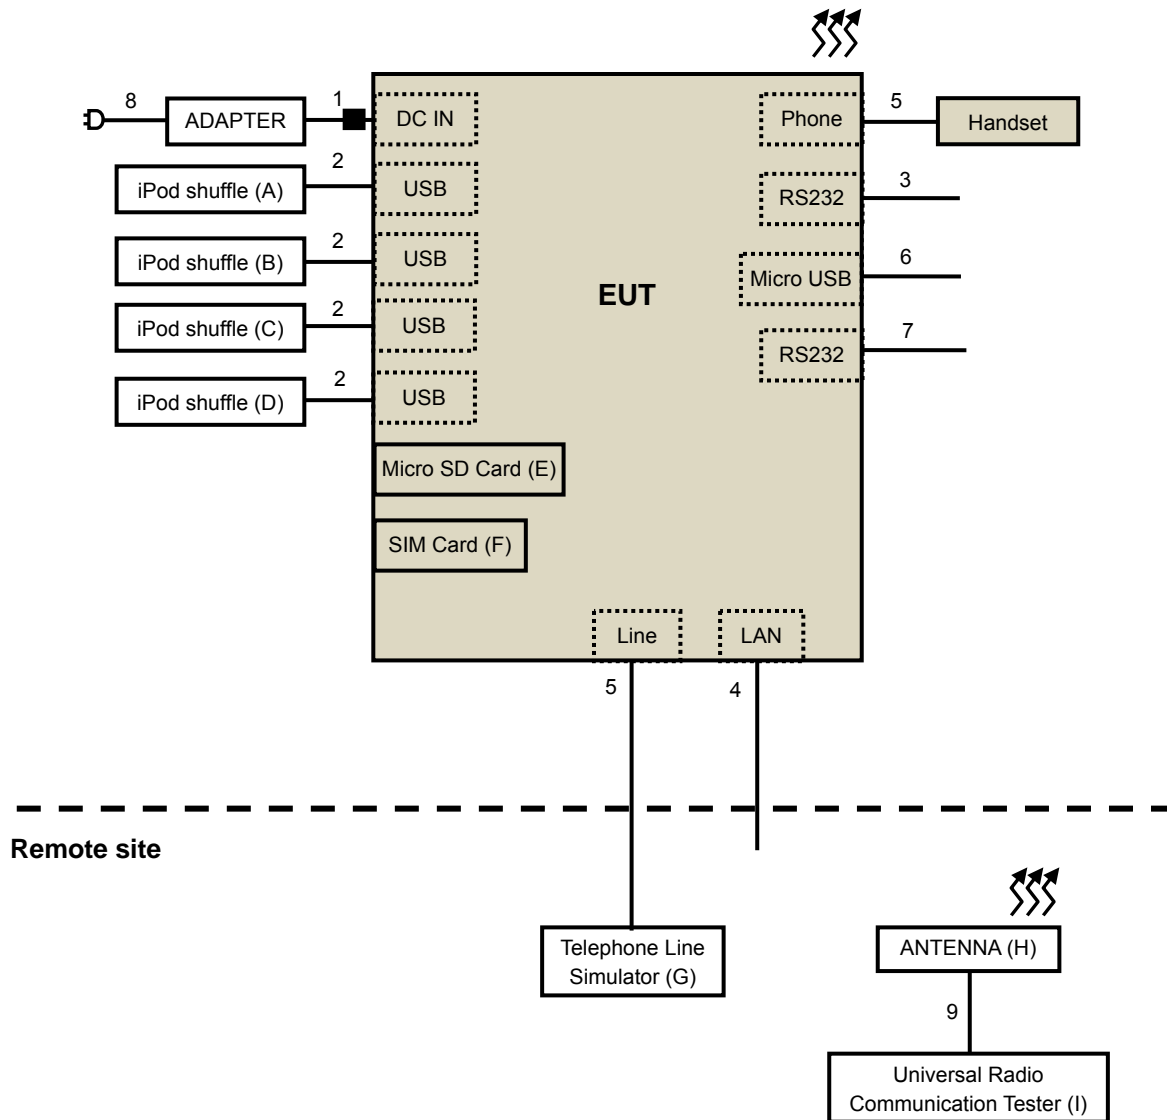 8
ADAPTER
1
DC IN
Phone
5
Handset
iPod shuffle (A)
2
USB
RS232
3
iPod shuffle (B)
2
USB
Micro USB
6
EUT
iPod shuffle (C)
2
USB
RS232
7
iPod shuffle (D)
2
USB
Micro SD Card (E)
SIM Card (F)
Line
LAN
5
4
Remote site
Telephone Line
Simulator (G)
ANTENNA (H)
9
Universal Radio
Communication Tester (I)